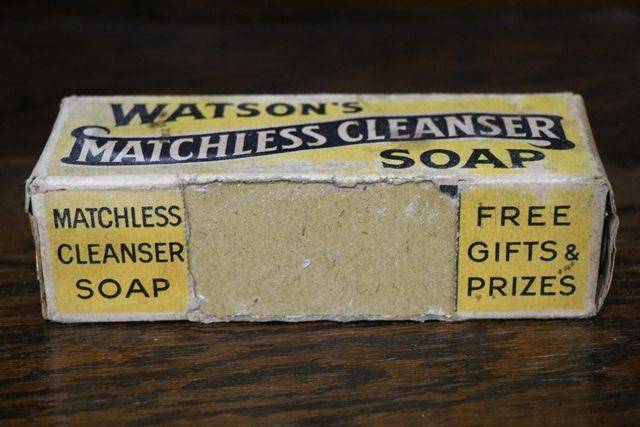 WATSON'S
MATCHLESS CLEANSER
SOAP
MATCHLESS
CLEANSER
SOAP
FREE
GIFTS &
PRIZES